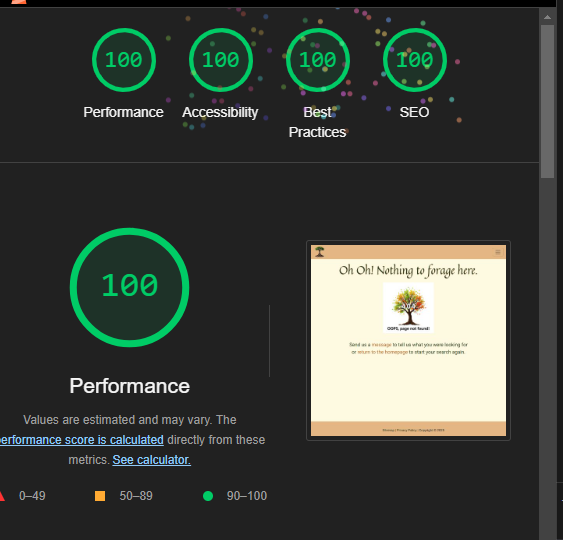 100
100
100
100
Performance
Accessibility
Best
Practices
SEO
100
Performance
Values are estimated and may vary. The
performance score is calculated directly from these
metrics. See calculator.
0–49
50–89
90–100
Oh Oh! Nothing to forage here.
OOPS, page not found!
Send us a message to tell us what you were looking for
or return to the homepage to start your search again.